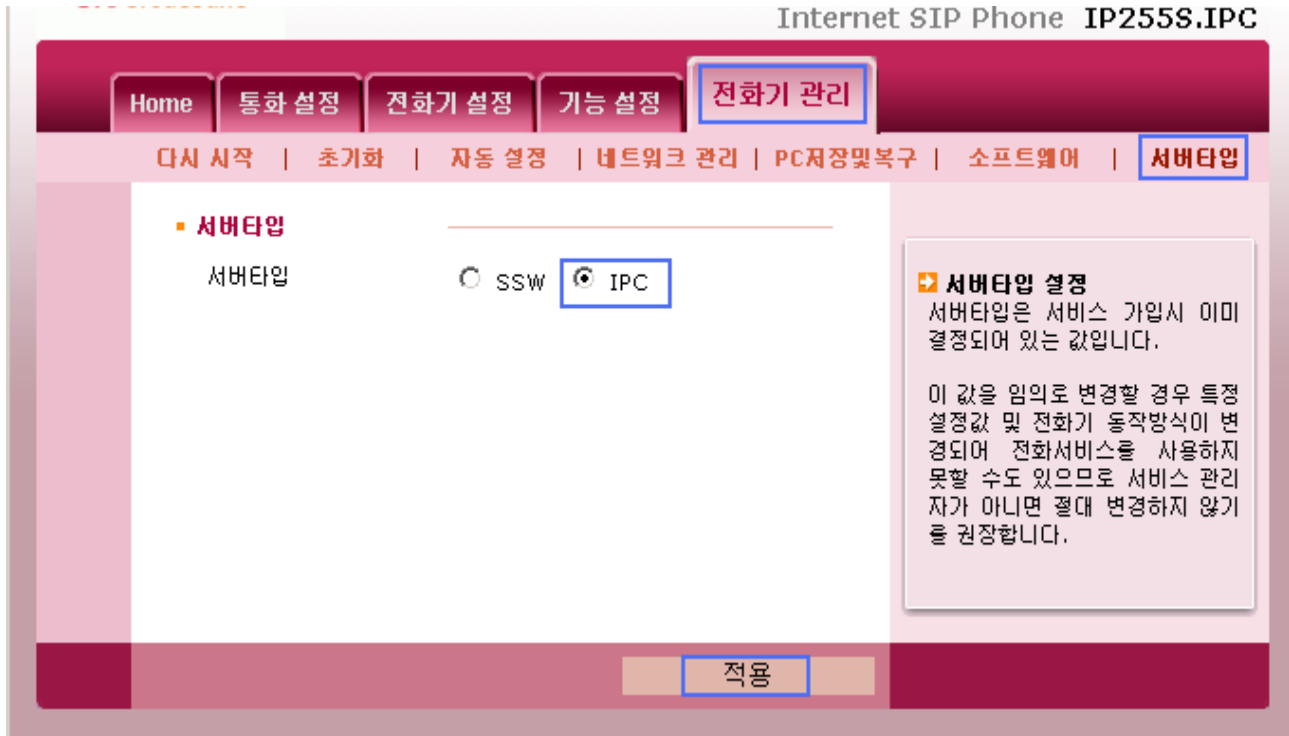 Internet SIP Phone IP255S.IPC
Home 통화 설정 전화기 설정 기능 설정 전화기 관리
다시 시작 | 초기화 | 자동 설정 | 네트워크 관리 | PC저장및복구 | 소프트웨어 | 서버타입
서버타입
서버타입 SSW IPC
서버타입 설정
서버타입은 서비스 가입시 이미
결정되어 있는 값입니다.
이 값을 임의로 변경할 경우 특정
설정값 및 전화기 동작방식이 변
경되어 전화서비스를 사용하지
못할 수도 있으므로 서비스 관리
자가 아니면 절대 변경하지 않기
를 권장합니다.
적용